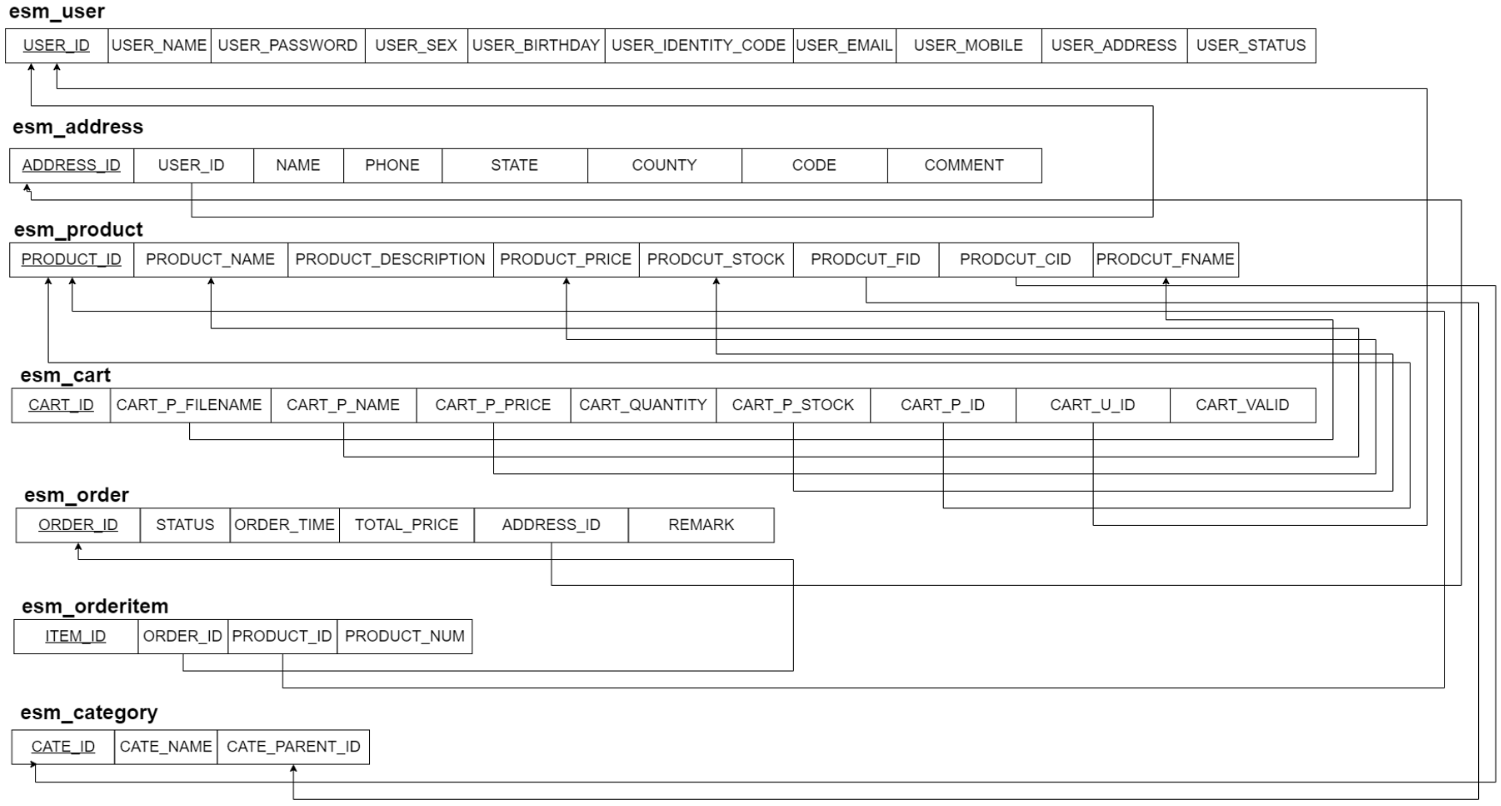 esm_user
USER_ID USER_NAME USER_PASSWORD USER_SEX USER_BIRTHDAY USER_IDENTITY_CODE USER_EMAIL USER_MOBILE USER_ADDRESS USER_STATUS
esm_address
ADDRESS_ID USER_ID NAME PHONE STATE COUNTY CODE COMMENT
esm_product
PRODUCT_ID PRODUCT_NAME PRODUCT_DESCRIPTION PRODUCT_PRICE PRODCUT_STOCK PRODCUT_FID PRODCUT_CID PRODCUT_FNAME
esm_cart
CART_ID CART_P_FILENAME CART_P_NAME CART_P_PRICE CART_QUANTITY CART_P_STOCK CART_P_ID CART_U_ID CART_VALID
esm_order
ORDER_ID STATUS ORDER_TIME TOTAL_PRICE ADDRESS_ID REMARK
esm_orderitem
ITEM_ID ORDER_ID PRODUCT_ID PRODUCT_NUM
esm_category
CATE_ID CATE_NAME CATE_PARENT_ID